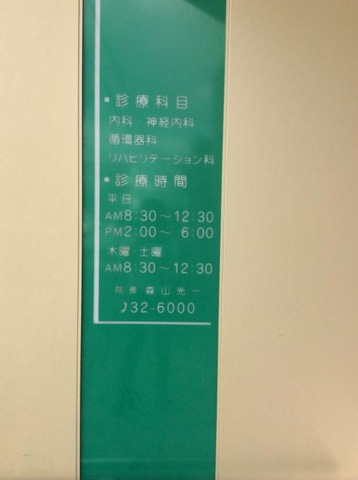 ▪診療科目
内科 神経内科
循環器科
リハビリテーション科
▪診療時間
平日
AM8:30～12:30
PM2:00～ 6:00
木曜・土曜
AM8:30～12:30
院長 森山光一
32-6000